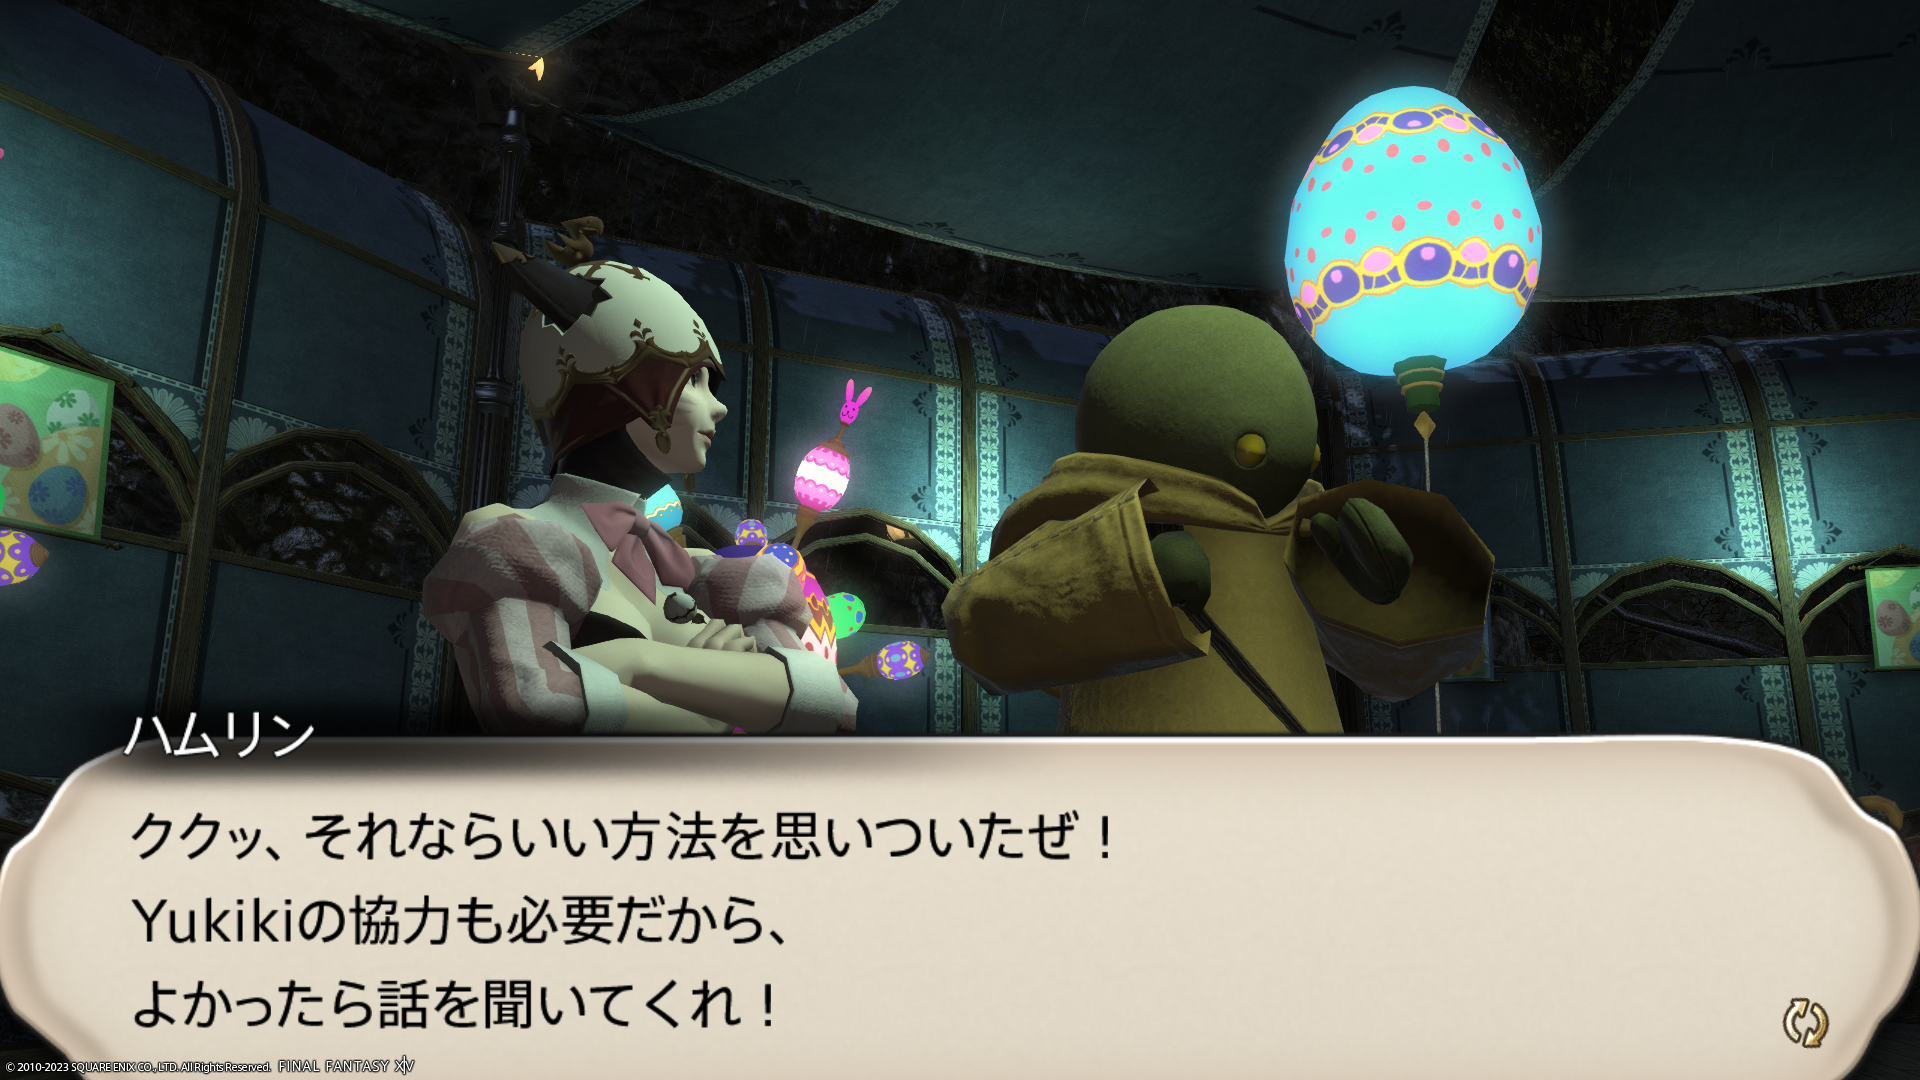 ハムリン
ククッ、それならいい方法を思いついたぜ！
Yukikiの協力も必要だから、
よかったら話を聞いてくれ！
© 2010-2023 SQUARE ENIX CO., LTD. All Rights Reserved. FINAL FANTASY XIV